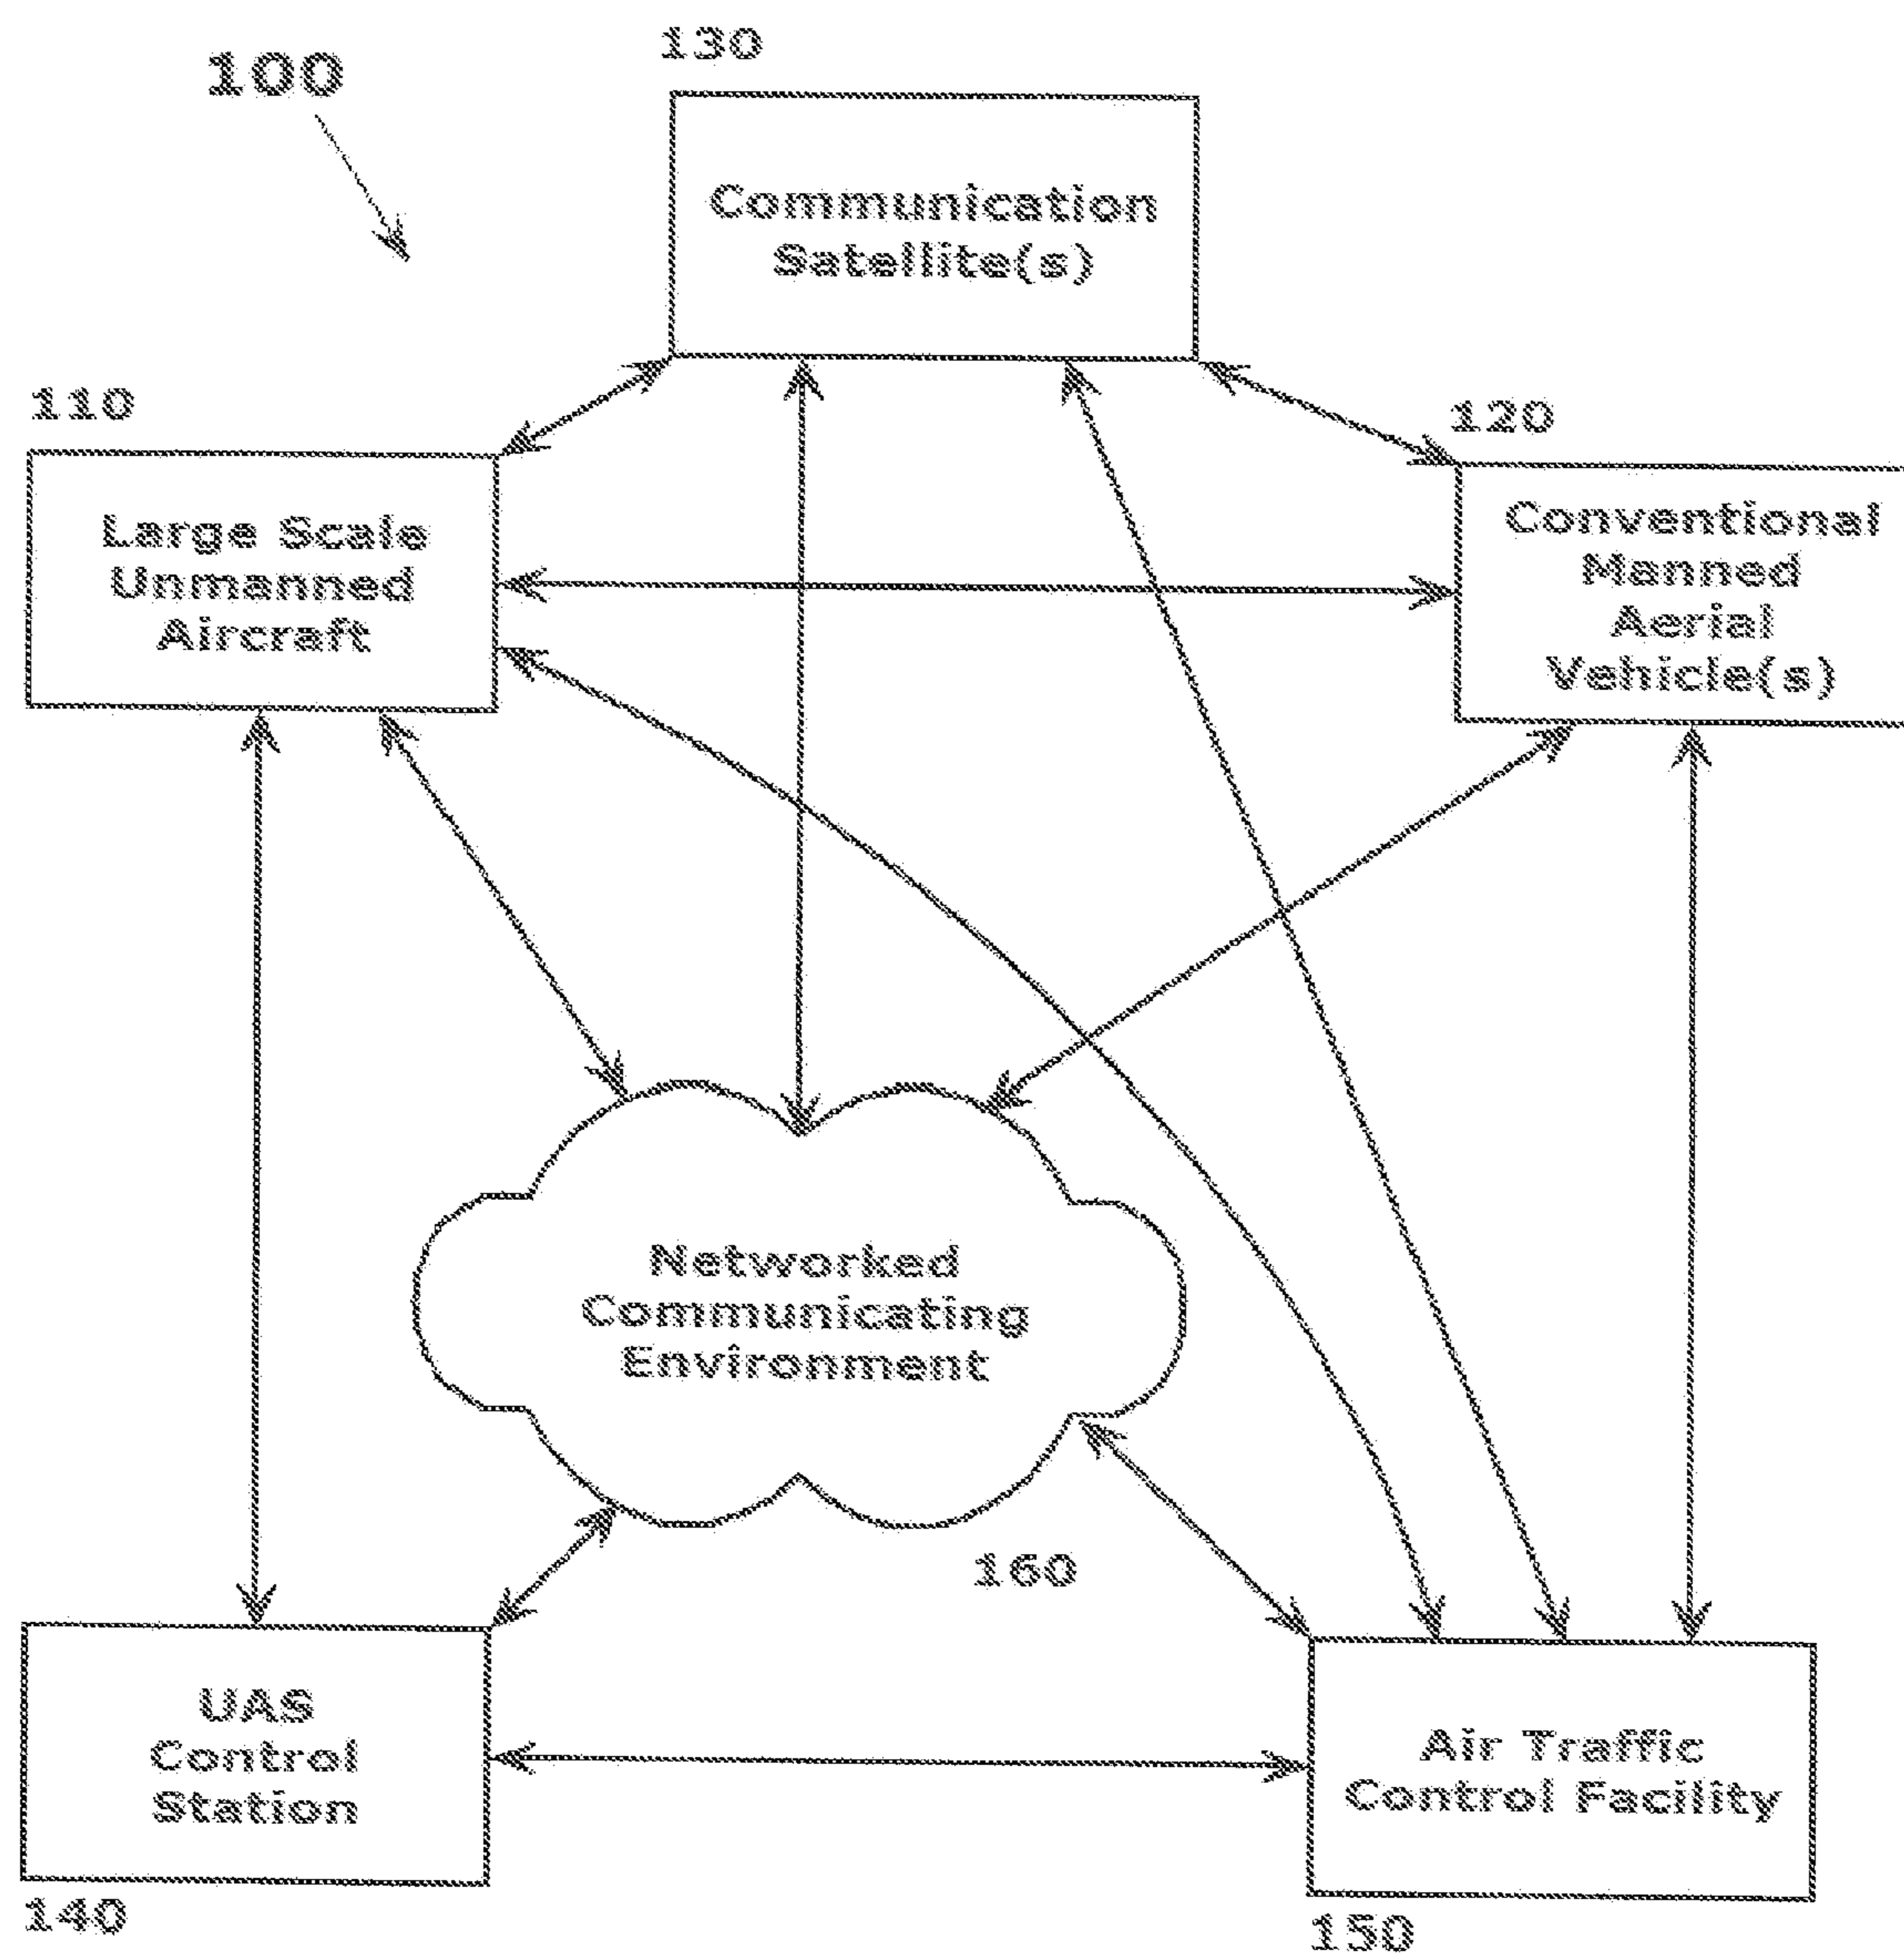 130
100
Communication
Satellite(s)
110
120
Large Scale
Unmanned
Aircraft
Conventional
Manned
Aerial
Vehicle(s)
Networked
Communicating
Environment
160
UAS
Control
Station
Air Traffic
Control Facility
140
150